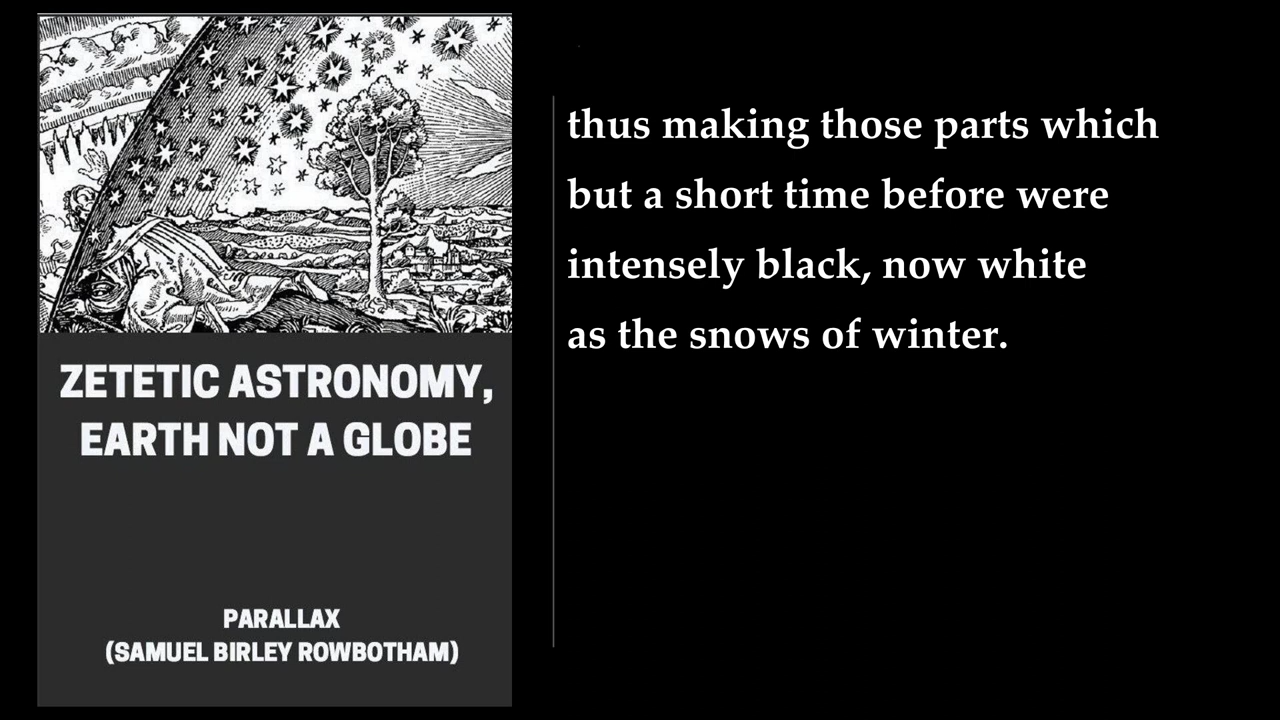 ZETETIC ASTRONOMY,
EARTH NOT A GLOBE
PARALLAX
(SAMUEL BIRLEY ROWBOTHAM)
thus making those parts which
but a short time before were
intensely black, now white
as the snows of winter.